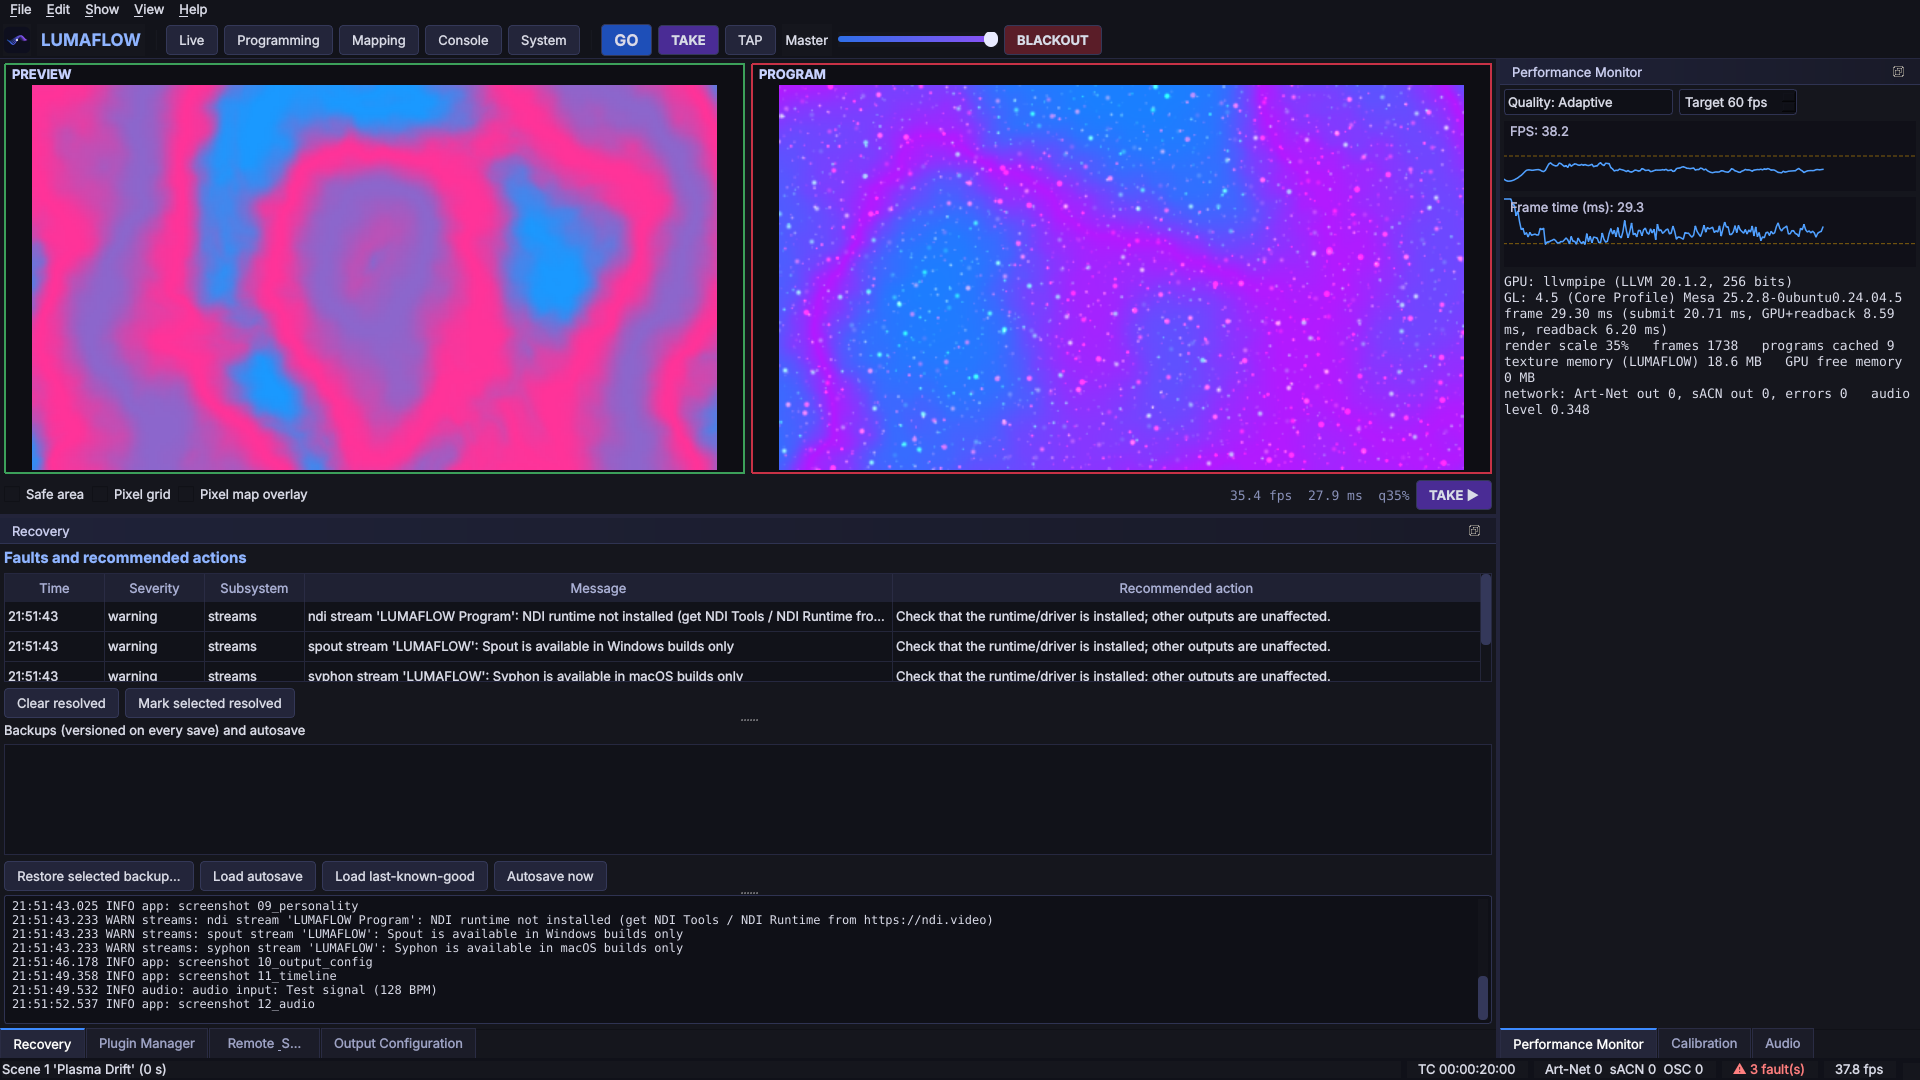 File Edit Show View Help
LUMAFLOW Live Programming Mapping Console System GO TAKE TAP Master BLACKOUT
PREVIEW
PROGRAM
Safe area Pixel grid Pixel map overlay 35.4 fps 27.9 ms q35% TAKE ▶
Performance Monitor
Quality: Adaptive Target 60 fps
FPS: 38.2
Frame time (ms): 29.3
GPU: llvmpipe (LLVM 20.1.2, 256 bits)
GL: 4.5 (Core Profile) Mesa 25.2.8-0ubuntu0.24.04.5
frame 29.30 ms (submit 20.71 ms, GPU+readback 8.59
ms, readback 6.20 ms)
render scale 35% frames 1738 programs cached 9
texture memory (LUMAFLOW) 18.6 MB GPU free memory
0 MB
network: Art-Net out 0, sACN out 0, errors 0 audio
level 0.348
Recovery
Faults and recommended actions
Time Severity Subsystem Message Recommended action
21:51:43 warning streams ndi stream 'LUMAFLOW Program': NDI runtime not installed (get NDI Tools / NDI Runtime fro... Check that the runtime/driver is installed; other outputs are unaffected.
21:51:43 warning streams spout stream 'LUMAFLOW': Spout is available in Windows builds only Check that the runtime/driver is installed; other outputs are unaffected.
21:51:43 warning streams syphon stream 'LUMAFLOW': Syphon is available in macOS builds only Check that the runtime/driver is installed; other outputs are unaffected.
Clear resolved Mark selected resolved
Backups (versioned on every save) and autosave
Restore selected backup... Load autosave Load last-known-good Autosave now
21:51:43.025 INFO app: screenshot 09_personality
21:51:43.233 WARN streams: ndi stream 'LUMAFLOW Program': NDI runtime not installed (get NDI Tools / NDI Runtime from https://ndi.video)
21:51:43.233 WARN streams: spout stream 'LUMAFLOW': Spout is available in Windows builds only
21:51:43.233 WARN streams: syphon stream 'LUMAFLOW': Syphon is available in macOS builds only
21:51:46.178 INFO app: screenshot 10_output_config
21:51:49.358 INFO app: screenshot 11_timeline
21:51:49.532 INFO audio: audio input: Test signal (128 BPM)
21:51:52.537 INFO app: screenshot 12_audio
Recovery Plugin Manager Remote _S... Output Configuration
Performance Monitor Calibration Audio
Scene 1 'Plasma Drift' (0 s) TC 00:00:20:00 Art-Net 0 sACN 0 OSC 0 3 fault(s) 37.8 fps